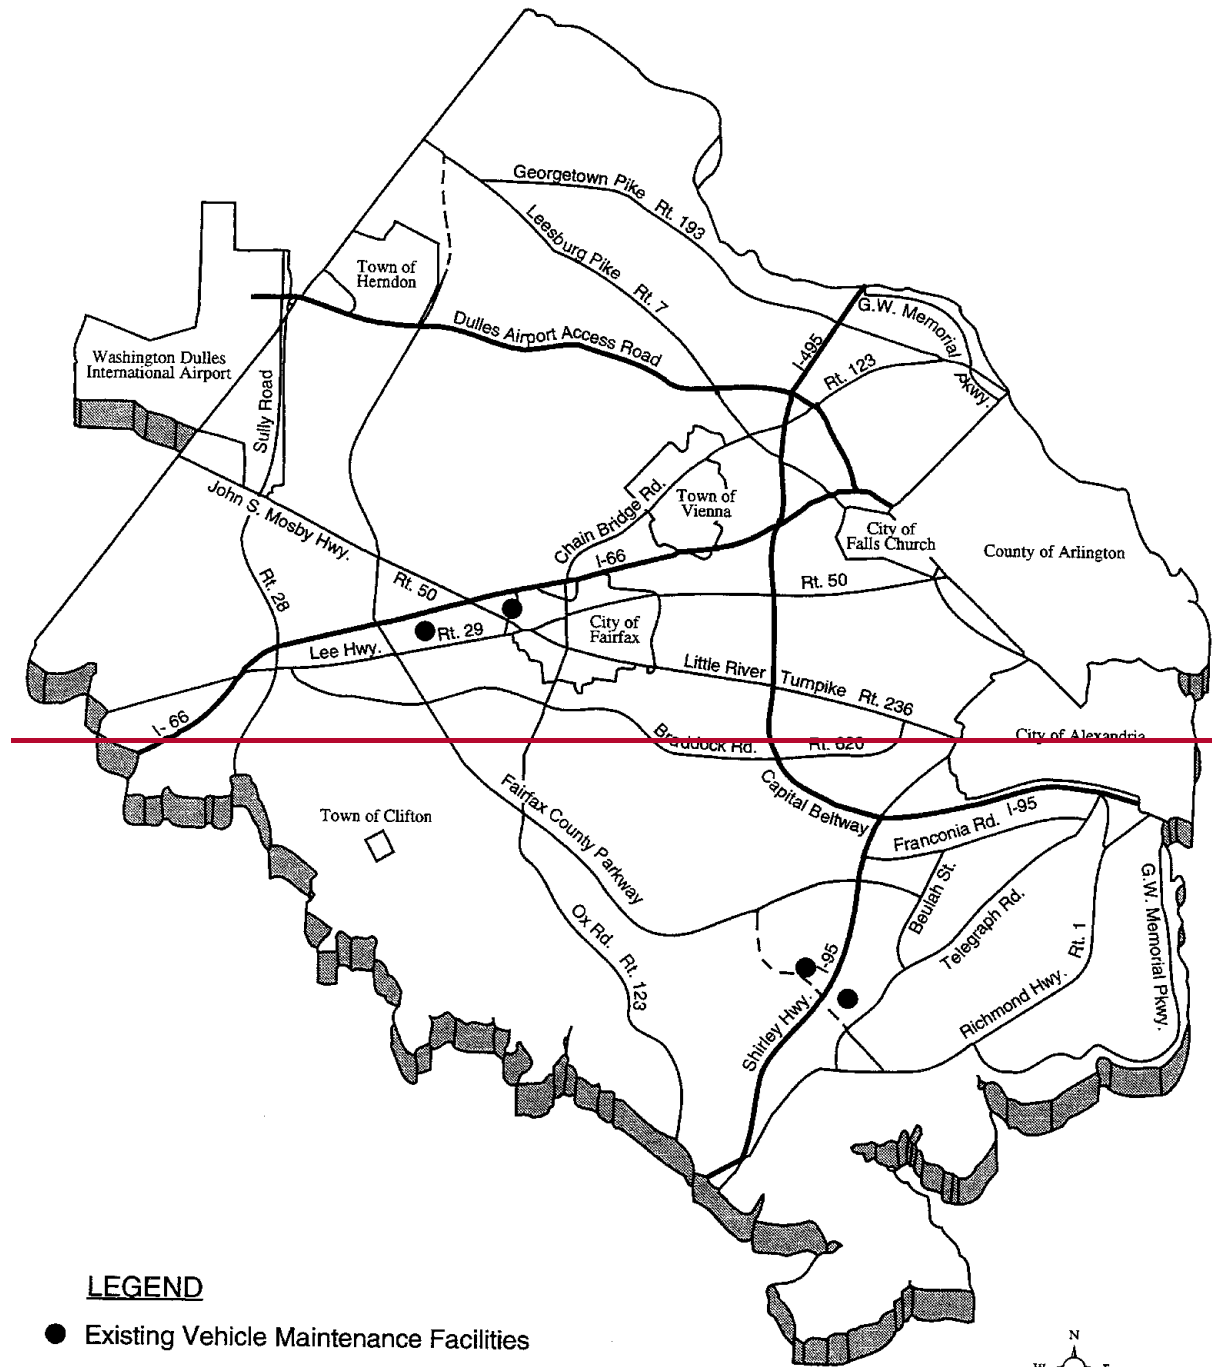 Georgetown Pike Rt. 193
Leesburg Pike Rt. 7
Town of
Herndon
G.W. Memorial Pkwy.
Dulles Airport Access Road
I-495
Washington Dulles
International Airport
Rt. 123
Sully Road
Town of
Vienna
John S. Mosby Hwy.
Chain Bridge Rd.
City of
Falls Church
County of Arlington
I-66
Rt. 50
Rt. 50
Rt. 28
City of
Fairfax
Rt. 29
Lee Hwy.
Little River Turnpike Rt. 236
I-66
Braddock Rd. Rt. 620
City of Alexandria
Capital Beltway
I-95
Fairfax County Parkway
Town of Clifton
Franconia Rd.
Beulah St.
G.W. Memorial Pkwy.
Ox Rd. Rt. 123
Telegraph Rd.
Rt. 1
I-95
Richmond Hwy.
Shirley Hwy.
LEGEND
Existing Vehicle Maintenance Facilities
N